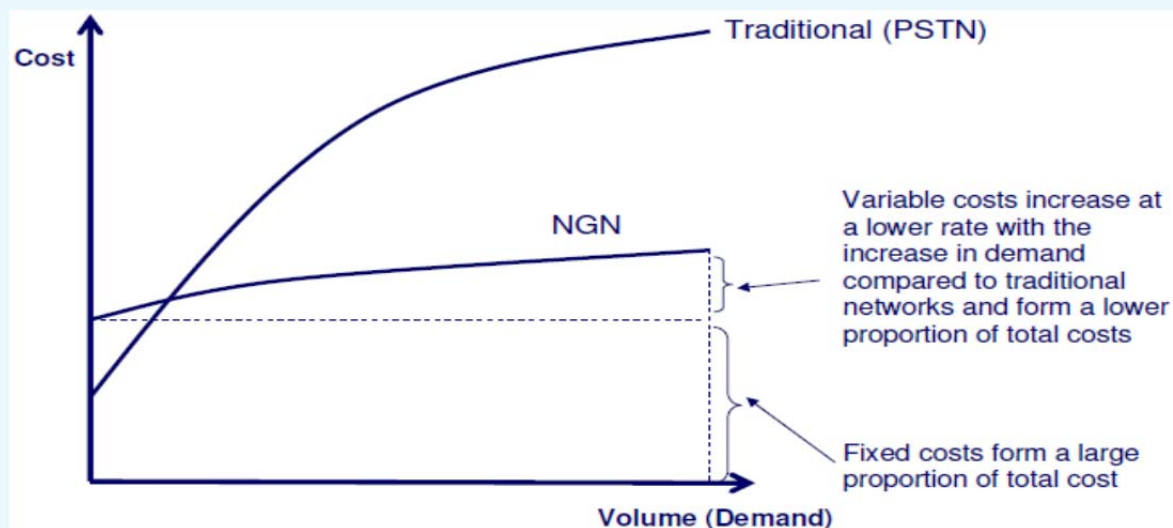 Cost
Traditional (PSTN)
NGN
Variable costs increase at
a lower rate with the
increase in demand
compared to traditional
networks and form a lower
proportion of total costs
Fixed costs form a large
proportion of total cost
Volume (Demand)